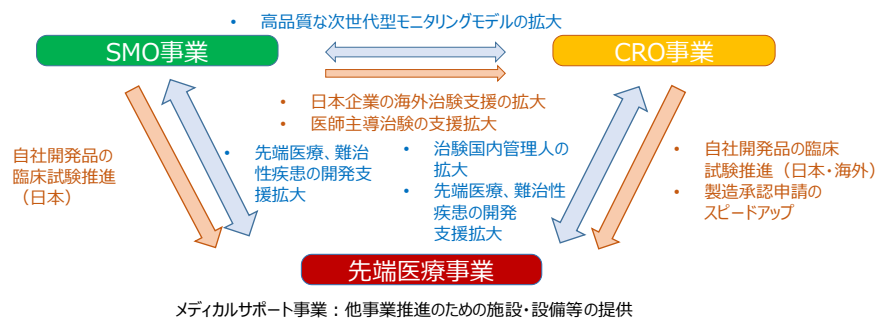 • 高品質な次世代型モニタリングモデルの拡大
SMO事業
CRO事業
• 日本企業の海外治験支援の拡大
• 医師主導治験の支援拡大
自社開発品の
臨床試験推進
（日本）
• 先端医療、難治
性疾患の開発支
援拡大
• 治験国内管理人の
拡大
• 先端医療、難治性
疾患の開発
支援拡大
• 自社開発品の臨床
試験推進（日本・海外）
• 製造承認申請の
スピードアップ
先端医療事業
メディカルサポート事業：他事業推進のための施設・設備等の提供